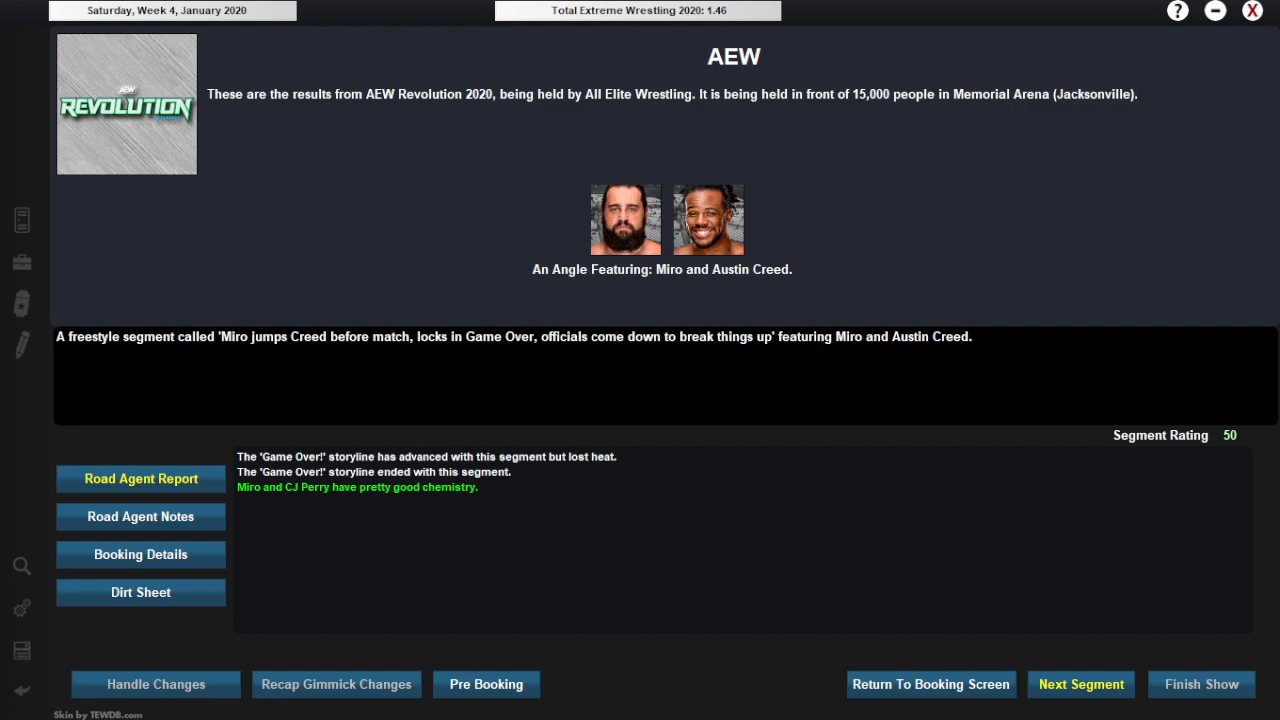 Saturday, Week 4, January 2020
Total Extreme Wrestling 2020: 1.46
?
X
AEW
AEW
REVOLUTION
These are the results from AEW Revolution 2020, being held by All Elite Wrestling. It is being held in front of 15,000 people in Memorial Arena (Jacksonville).
An Angle Featuring: Miro and Austin Creed.
A freestyle segment called 'Miro jumps Creed before match, locks in Game Over, officials come down to break things up' featuring Miro and Austin Creed.
Segment Rating 50
The 'Game Over!' storyline has advanced with this segment but lost heat.
The 'Game Over!' storyline ended with this segment.
Miro and CJ Perry have pretty good chemistry.
Road Agent Report
Road Agent Notes
Booking Details
Dirt Sheet
Handle Changes
Recap Gimmick Changes
Pre Booking
Return To Booking Screen
Next Segment
Finish Show
Skin by TEWDB.com